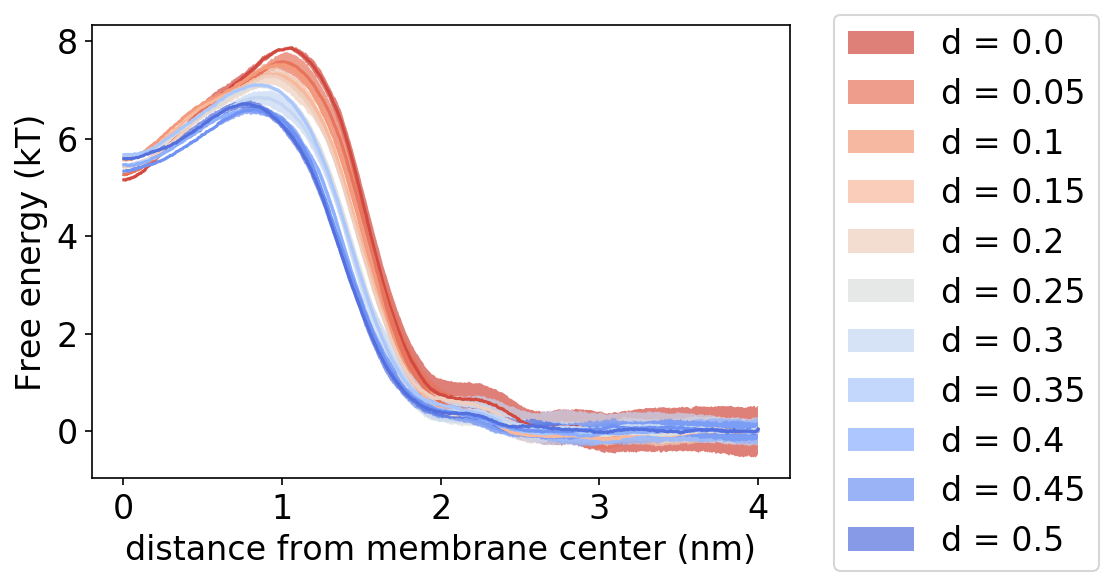 8
6
4
2
0
Free energy (kT)
0 1 2 3 4
distance from membrane center (nm)
d = 0.0
d = 0.05
d = 0.1
d = 0.15
d = 0.2
d = 0.25
d = 0.3
d = 0.35
d = 0.4
d = 0.45
d = 0.5